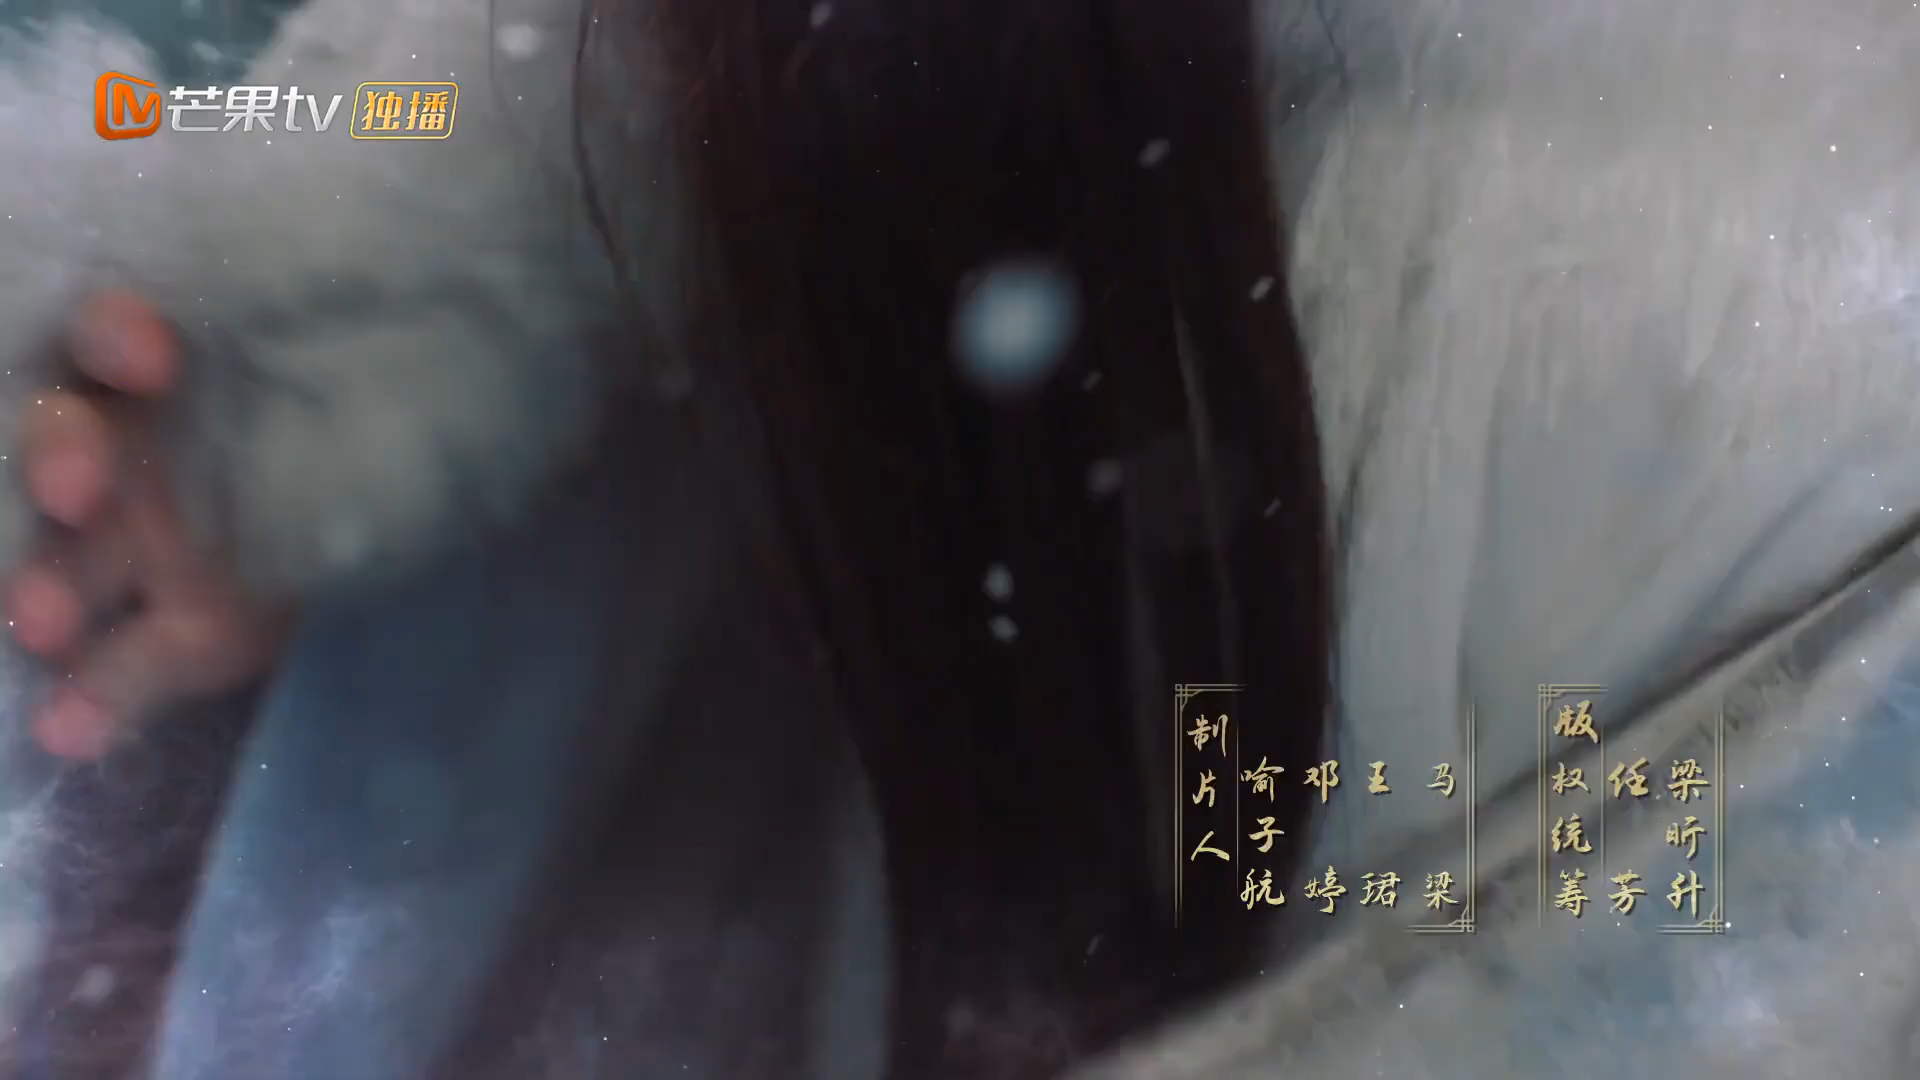 芒果tv 独播
制片人
喻子航
邓婷
王珺
马梁
版权统筹
任芳
梁昕升